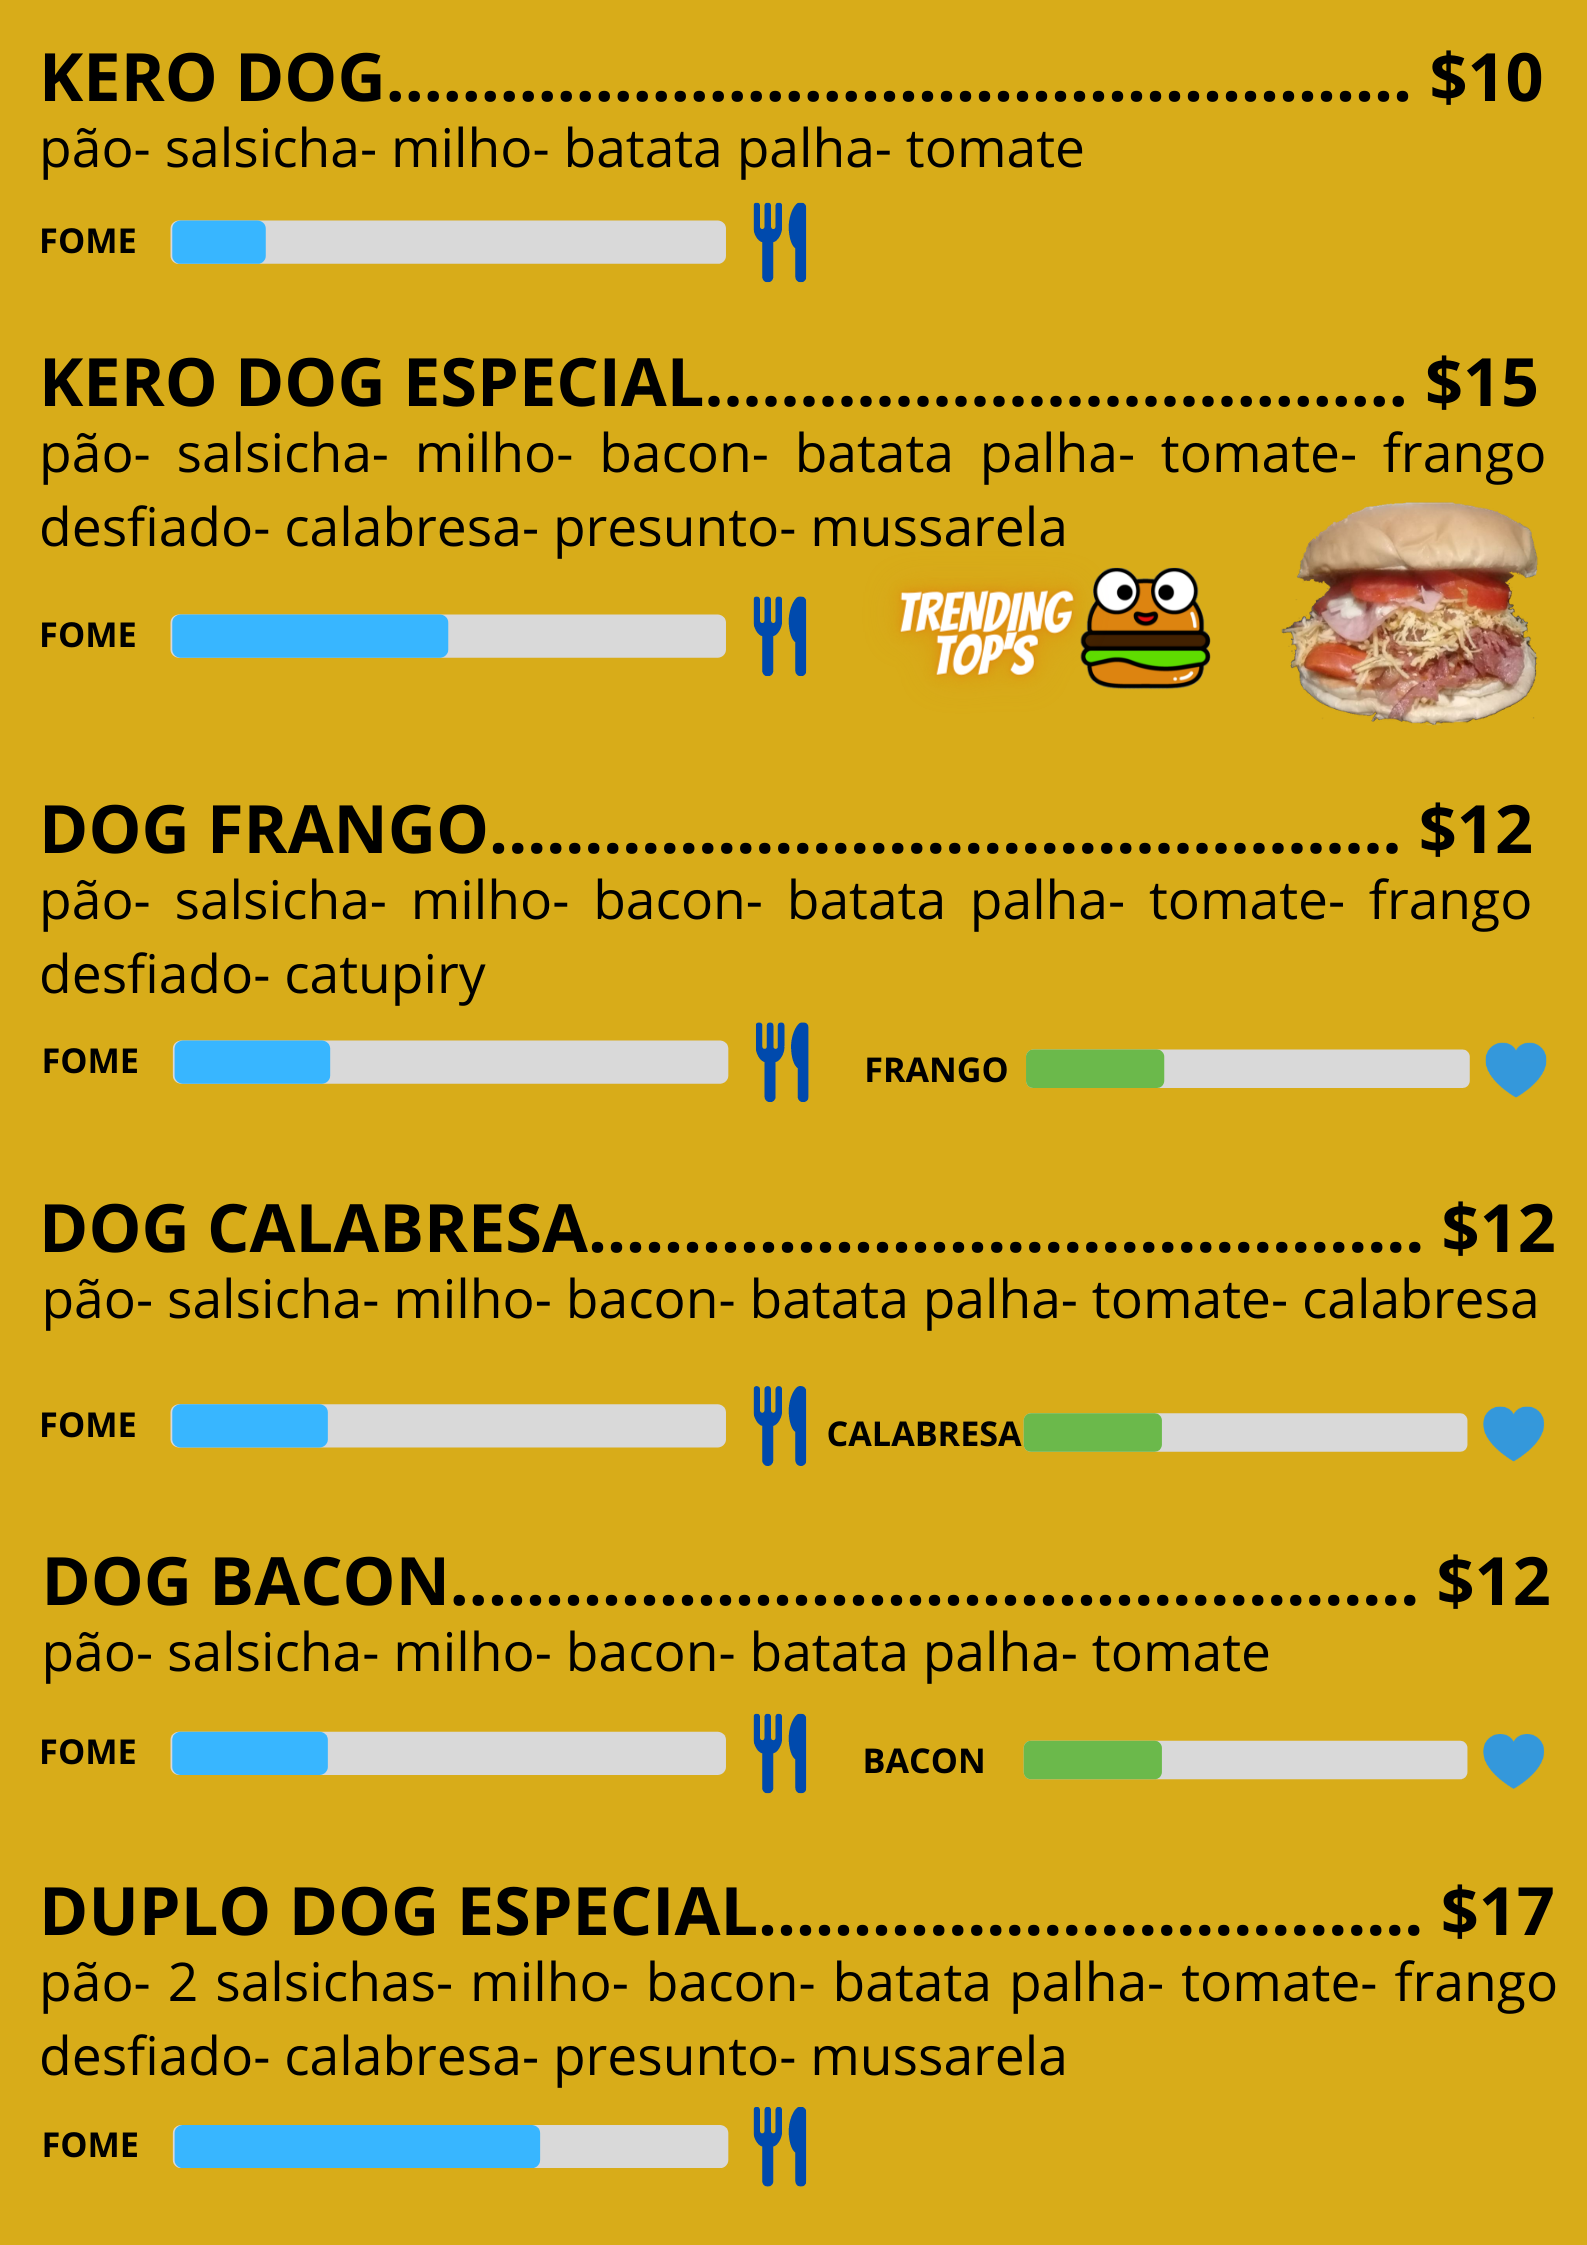 KERO DOG...................................................... $10
pão- salsicha- milho- batata palha- tomate
FOME
KERO DOG ESPECIAL..................................... $15
pão- salsicha- milho- bacon- batata palha- tomate- frango
desfiado- calabresa- presunto- mussarela
FOME
TRENDING
TOP'S
DOG FRANGO................................................ $12
pão- salsicha- milho- bacon- batata palha- tomate- frango
desfiado- catupiry
FOME
FRANGO
DOG CALABRESA............................................ $12
pão- salsicha- milho- bacon- batata palha- tomate- calabresa
FOME
CALABRESA
DOG BACON................................................... $12
pão- salsicha- milho- bacon- batata palha- tomate
FOME
BACON
DUPLO DOG ESPECIAL................................... $17
pão- 2 salsichas- milho- bacon- batata palha- tomate- frango
desfiado- calabresa- presunto- mussarela
FOME